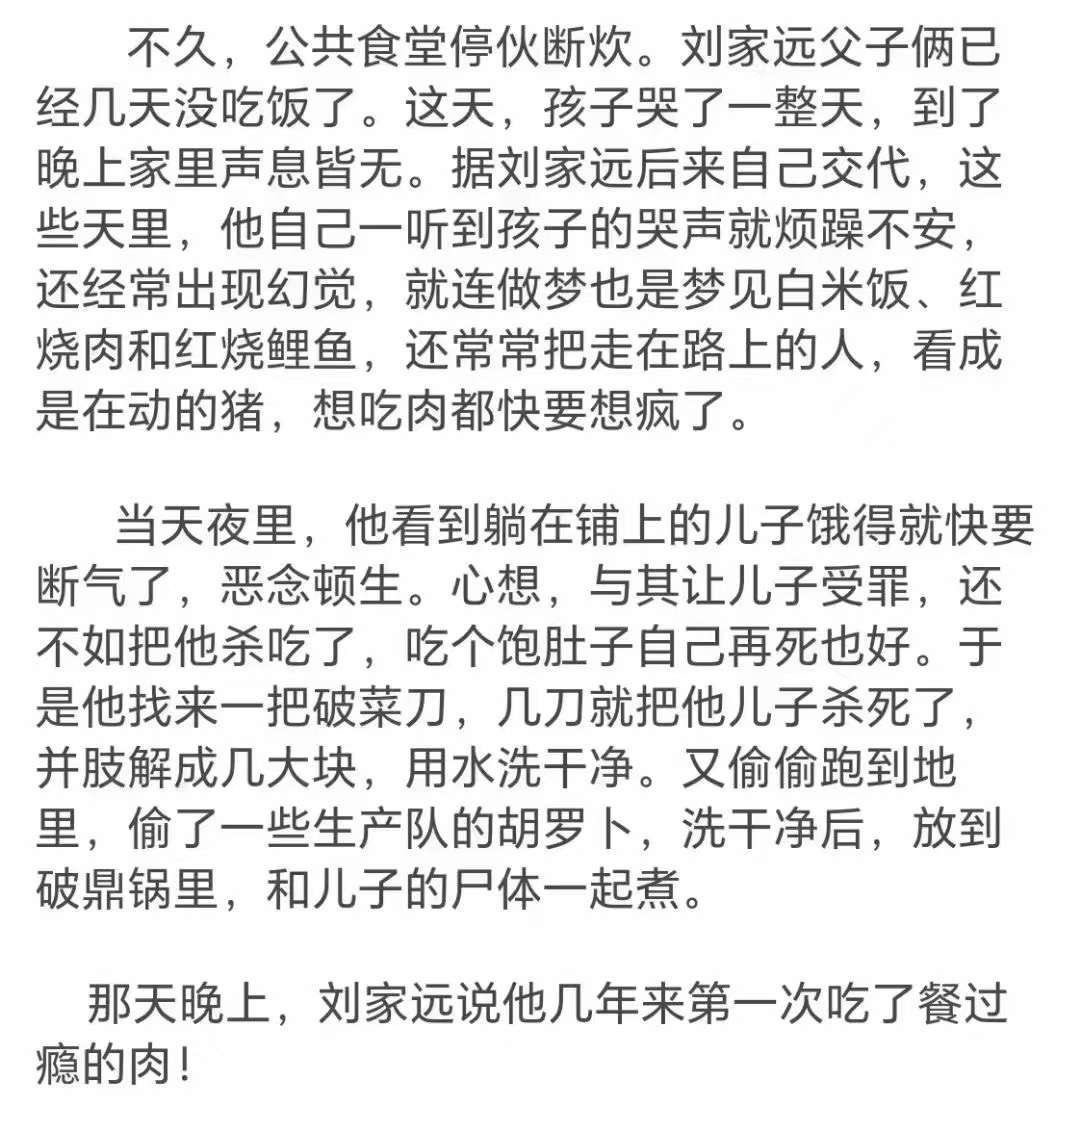 不久，公共食堂停伙断炊。刘家远父子俩已
经几天没吃饭了。这天，孩子哭了一整天，到了
晚上家里声息皆无。据刘家远后来自己交代，这
些天里，他自己一听到孩子的哭声就烦躁不安，
还经常出现幻觉，就连做梦也是梦见白米饭、红
烧肉和红烧鲤鱼，还常常把走在路上的人，看成
是在动的猪，想吃肉都快要想疯了。
当天夜里，他看到躺在铺上的儿子饿得就快要
断气了，恶念顿生。心想，与其让儿子受罪，还
不如把他杀吃了，吃个饱肚子自己再死也好。于
是他找来一把破菜刀，几刀就把他儿子杀死了，
并肢解成几大块，用水洗干净。又偷偷跑到地
里，偷了一些生产队的胡罗卜，洗干净后，放到
破鼎锅里，和儿子的尸体一起煮。
那天晚上，刘家远说他几年来第一次吃了餐过
瘾的肉！